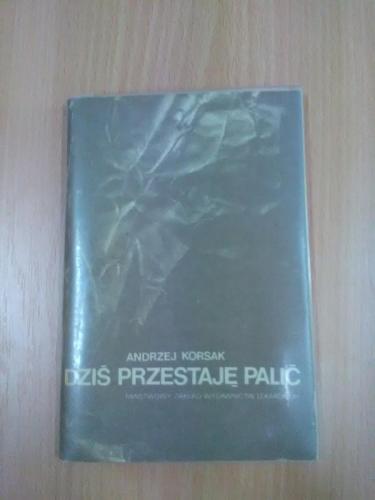 ANDRZEJ KORSAK
DZIŚ PRZESTAJĘ PALIĆ
PAŃSTWOWY ZAKŁAD WYDAWNICTW LEKARSKICH